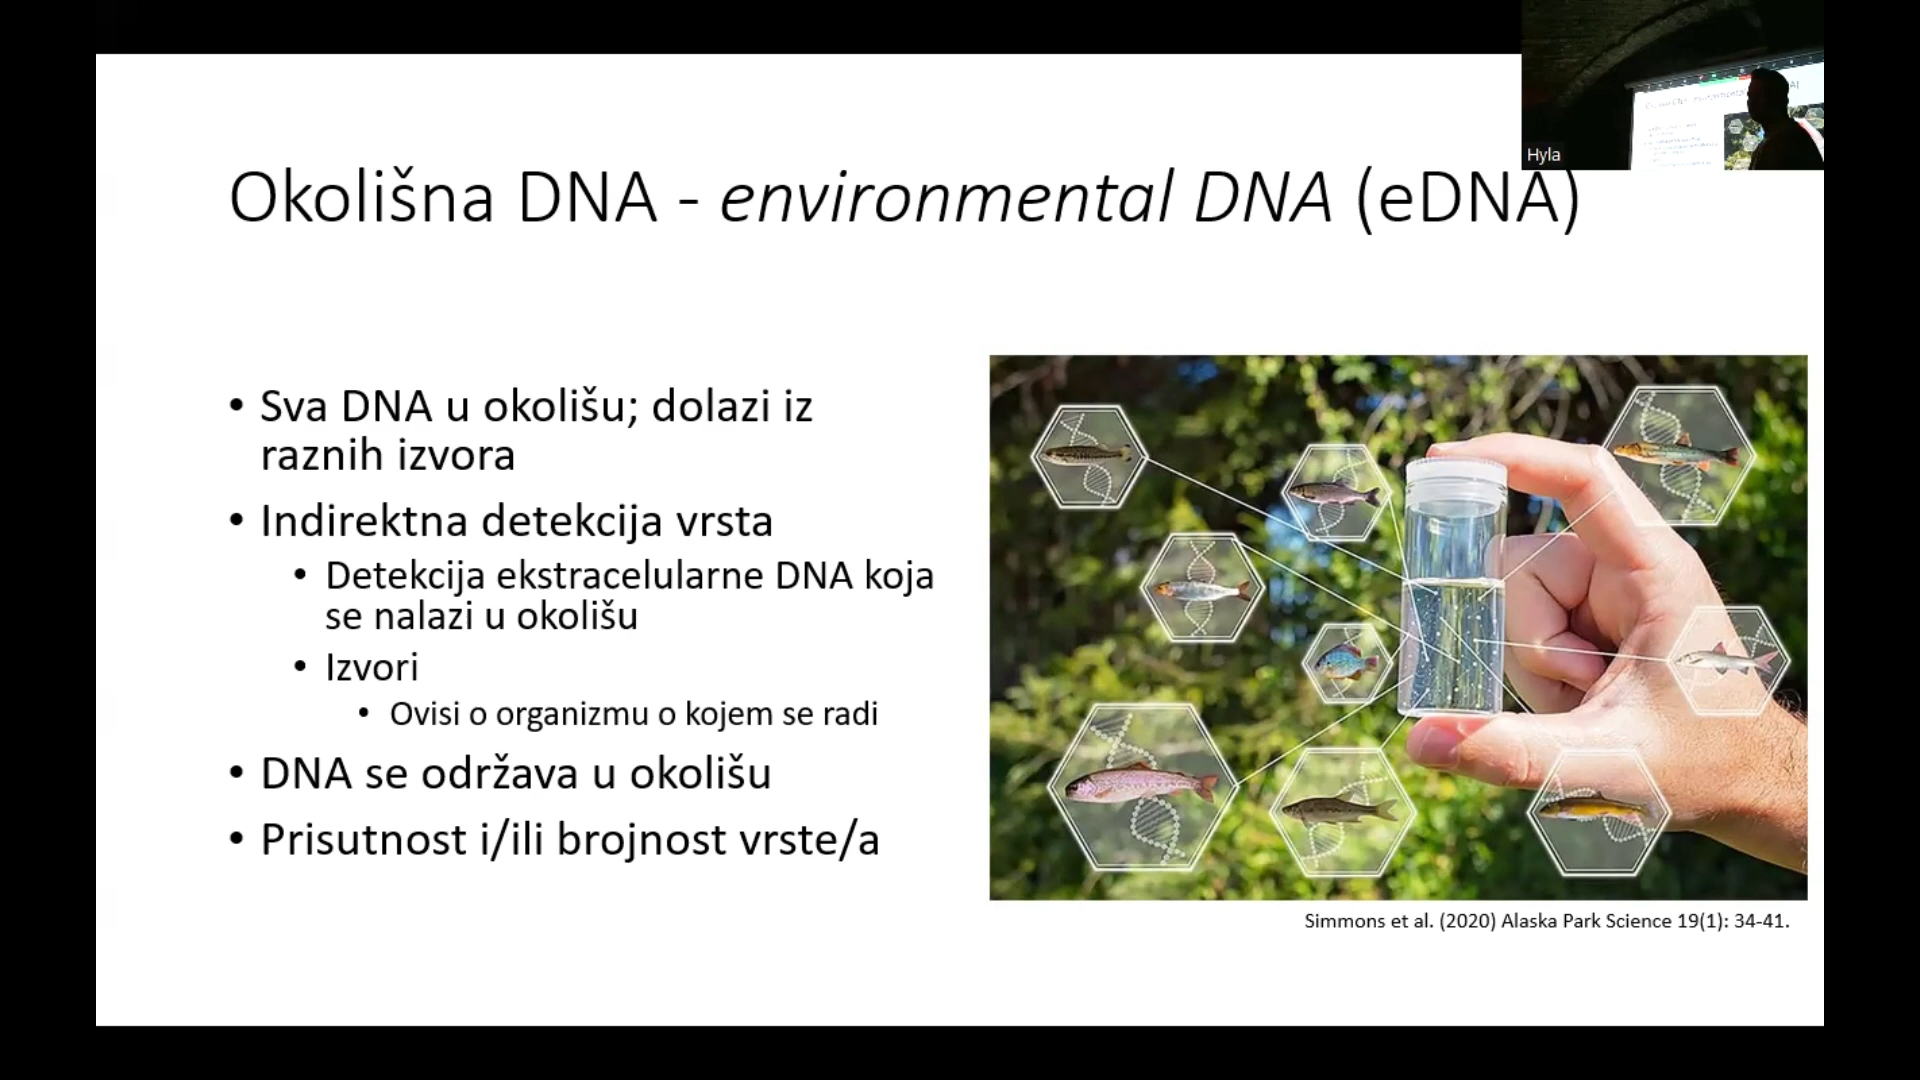 Hyla
Okolišna DNA - environmental DNA (eDNA)
• Sva DNA u okolišu; dolazi iz
raznih izvora
• Indirektna detekcija vrsta
• Detekcija ekstracelularne DNA koja
se nalazi u okolišu
• Izvori
• Ovisi o organizmu o kojem se radi
• DNA se održava u okolišu
• Prisutnost i/ili brojnost vrste/a
Simmons et al. (2020) Alaska Park Science 19(1): 34-41.